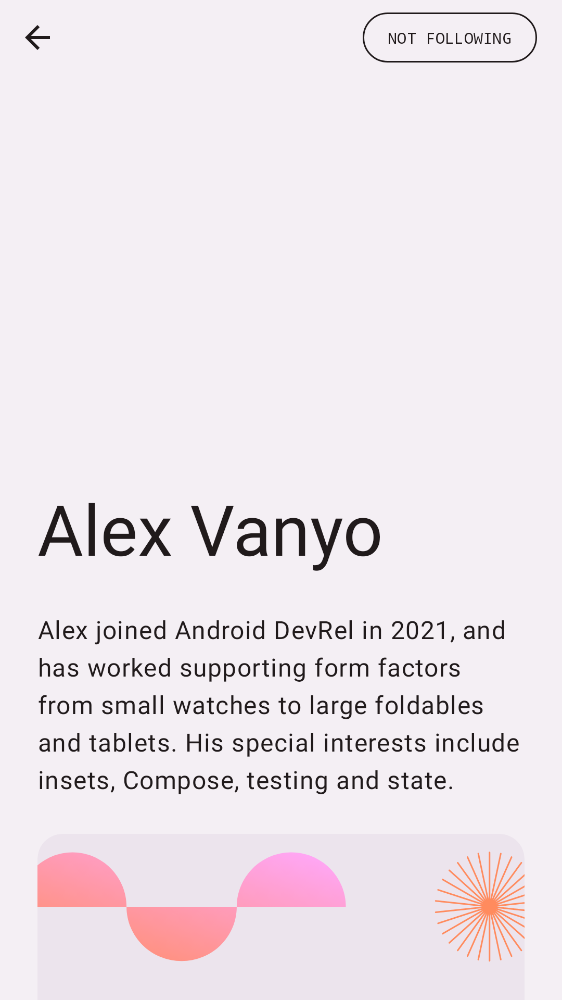 NOT FOLLOWING
Alex Vanyo
Alex joined Android DevRel in 2021, and
has worked supporting form factors
from small watches to large foldables
and tablets. His special interests include
insets, Compose, testing and state.